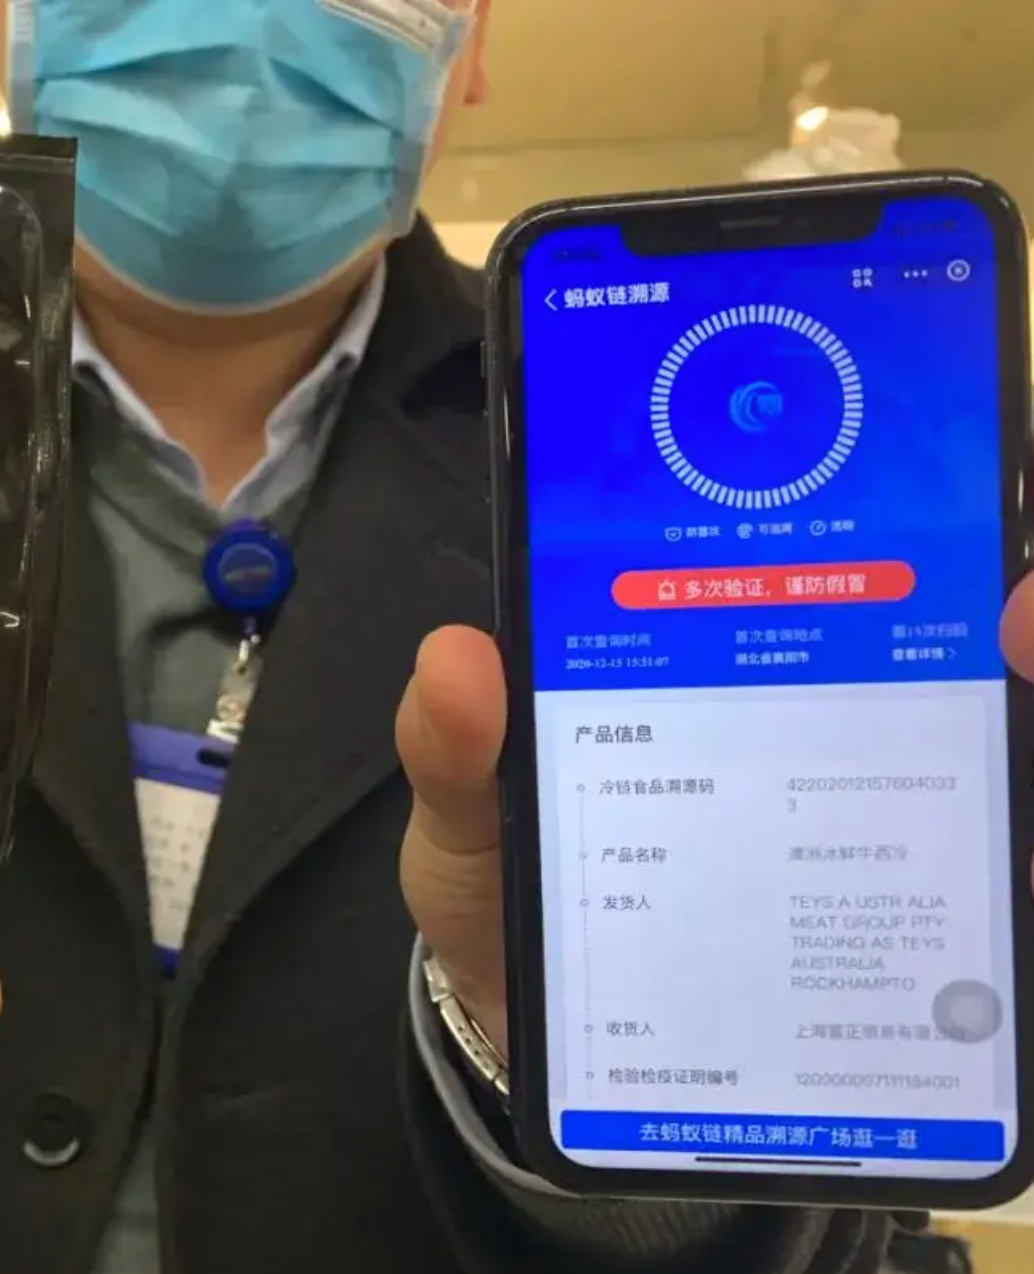 蚂蚁链溯源
防篡改 可追溯 透明
多次验证，谨防假冒
首次查询时间 首次查询地点 第15次扫码
2020-12-15 15:51:07 湖北省襄阳市 查看详情 >
产品信息
冷链食品溯源码 42202012157604033
3
产品名称 澳洲冰鲜牛西冷
发货人 TEYS A USTR ALIA
MEAT GROUP PTY
TRADING AS TEYS
AUSTRALIA
ROCKHAMPTO
收货人 上海 正贸易有限公
检验检疫证明编号 120000007111184001
去蚂蚁链精品溯源广场逛一逛